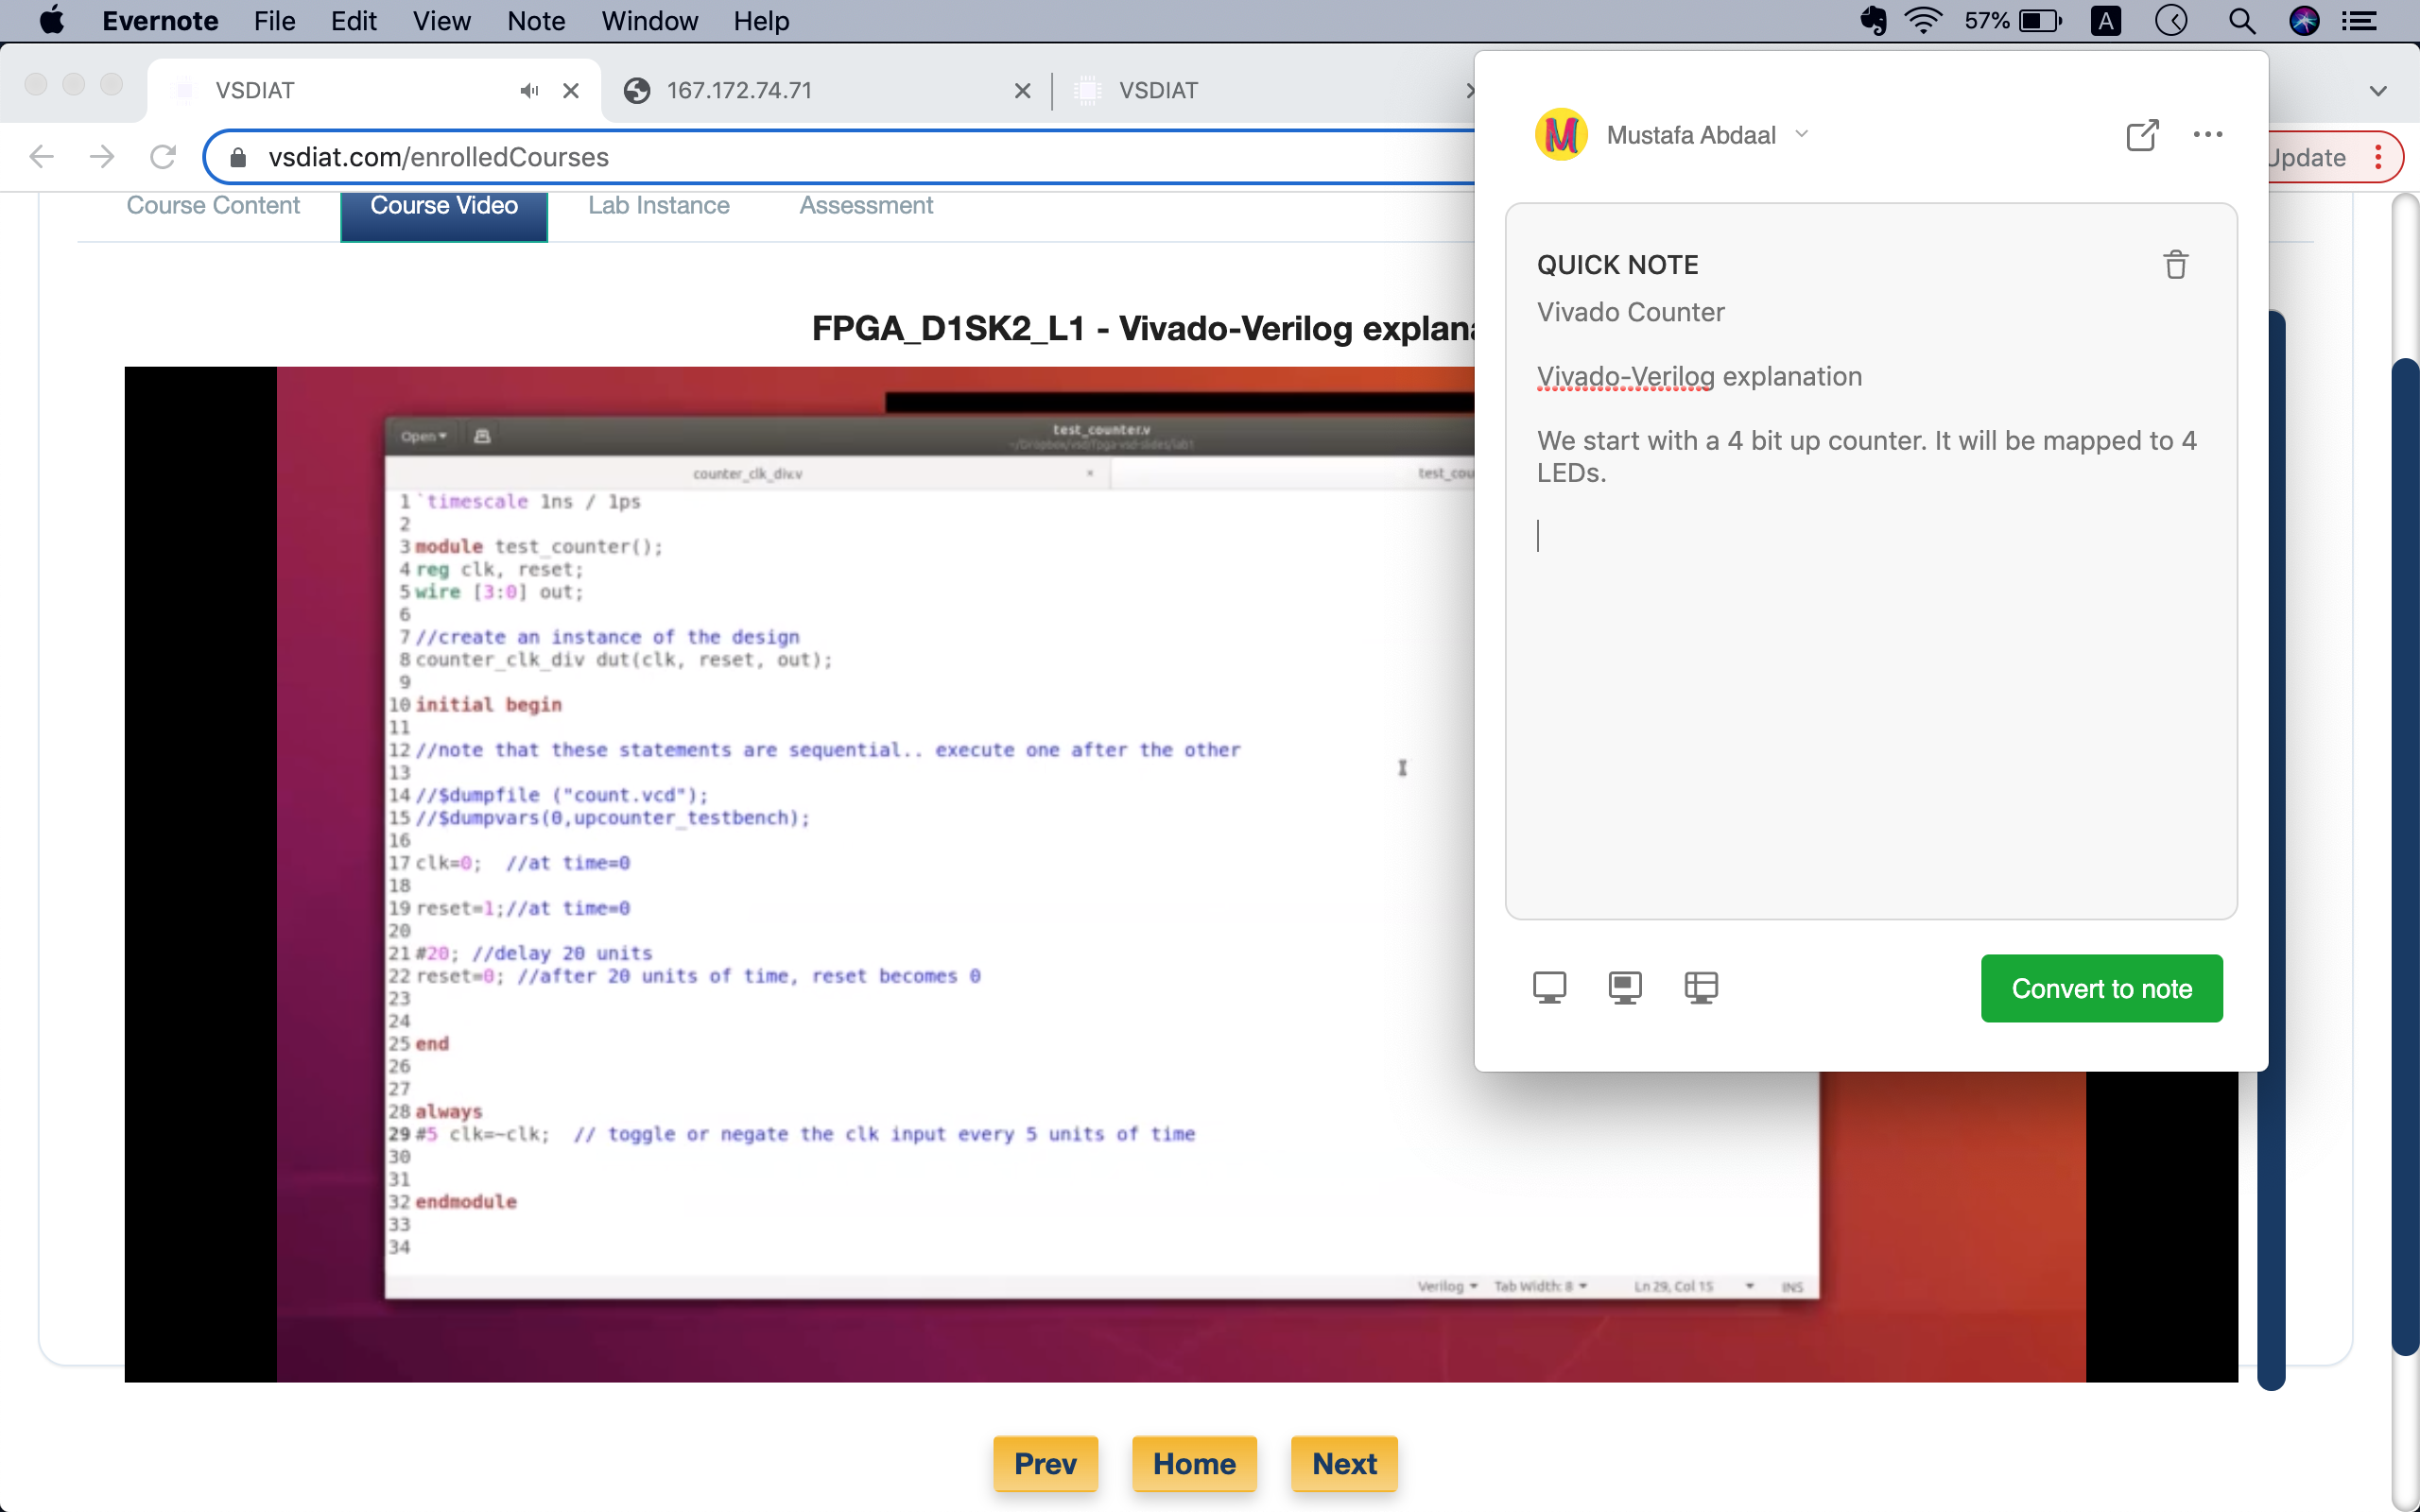 Evernote File Edit View Note Window Help 57% A
VSDIAT 167.172.74.71 VSDIAT
vsdiat.com/enrolledCourses Update
Mustafa Abdaal
Course Content Course Video Lab Instance Assessment
QUICK NOTE
Vivado Counter
Vivado-Verilog explanation
We start with a 4 bit up counter. It will be mapped to 4
LEDs.
Convert to note
FPGA_D1SK2_L1 - Vivado-Verilog
Open test_counter.v
counter_clk_div.v
1 `timescale 1ns / 1ps
2
3 module test_counter();
4 reg clk, reset;
5 wire [3:0] out;
6
7 //create an instance of the design
8 counter_clk_div dut(clk, reset, out);
9
10 initial begin
11
12 //note that these statements are sequential.. execute one after the other
13
14 //$dumpfile ("count.vcd");
15 //$dumpvars(0,upcounter_testbench);
16
17 clk=0; //at time=0
18
19 reset=1;//at time=0
20
21 #20; //delay 20 units
22 reset=0; //after 20 units of time, reset becomes 0
23
24
25 end
26
27
28 always
29 #5 clk=~clk; // toggle or negate the clk input every 5 units of time
30
31
32 endmodule
33
34
Verilog Tab Width: 8 Ln 29, Col 15 INS
Prev Home Next